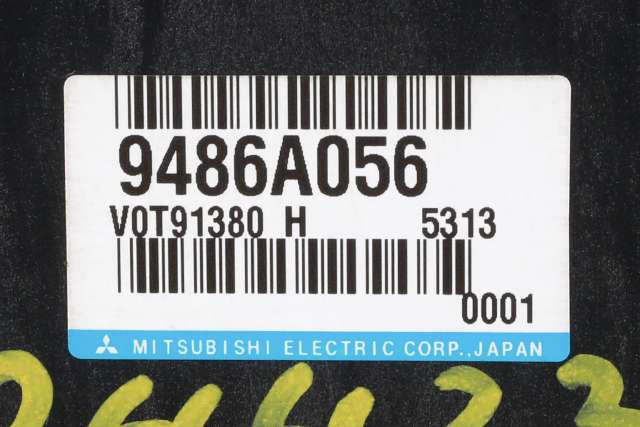 9486A056
V0T91380 H 5313
0001
MITSUBISHI ELECTRIC CORP.,JAPAN